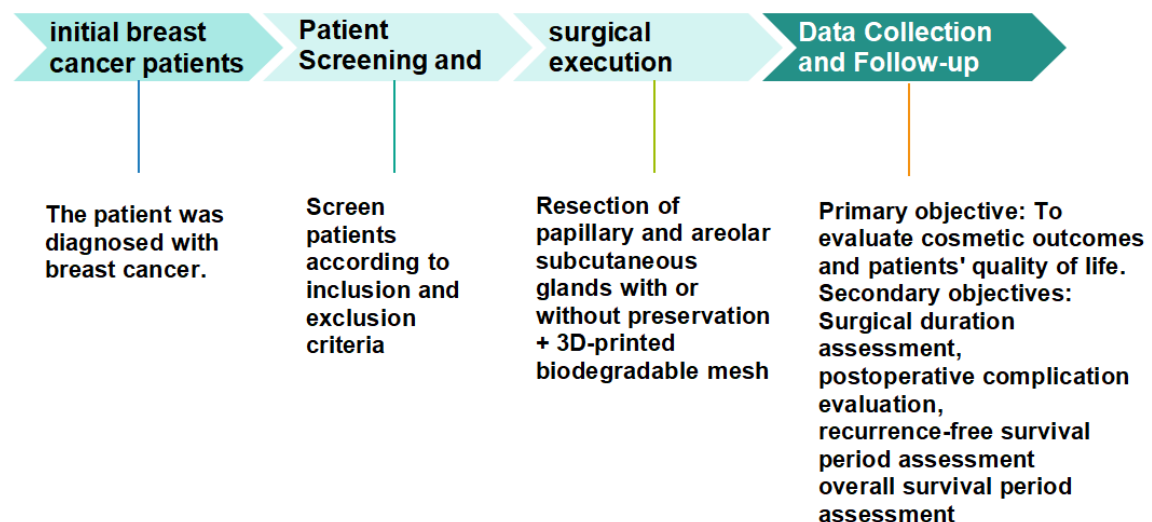 initial breast
cancer patients
Patient
Screening and
surgical
execution
Data Collection
and Follow-up
The patient was
diagnosed with
breast cancer.
Screen
patients
according to
inclusion and
exclusion
criteria
Resection of
papillary and areolar
subcutaneous
glands with or
without preservation
+ 3D-printed
biodegradable mesh
Primary objective: To
evaluate cosmetic outcomes
and patients' quality of life.
Secondary objectives:
Surgical duration
assessment,
postoperative complication
evaluation,
recurrence-free survival
period assessment
overall survival period
assessment